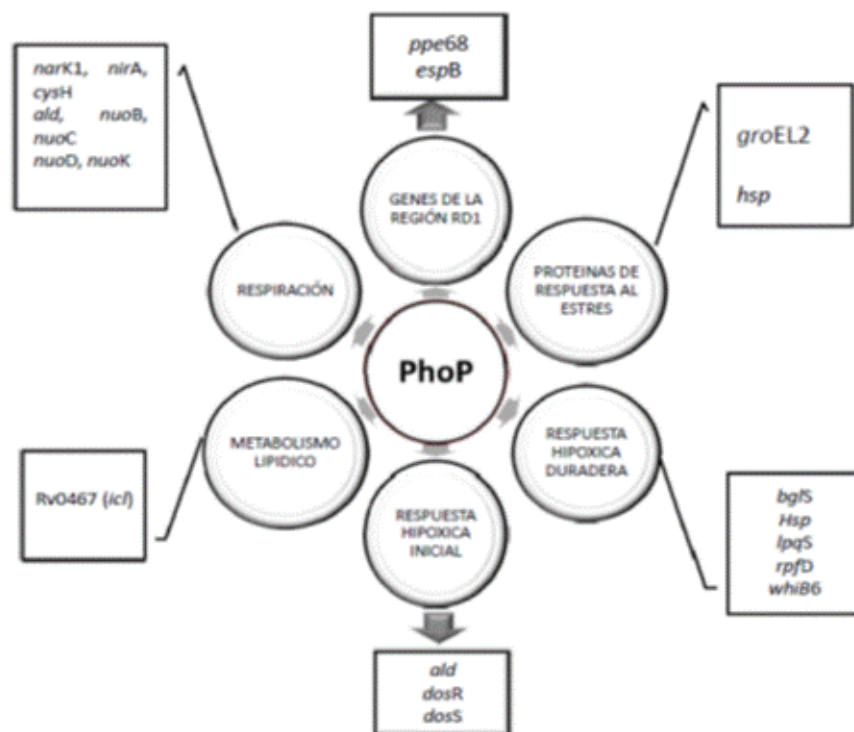 ppe68
espB
narK1, nirA,
cysH
ald, nuoB,
nuoC
nuoD, nuoK
groEL2
hsp
GENES DE LA
REGIÓN RD1
RESPIRACIÓN
PROTEINAS DE
RESPUESTA AL
ESTRES
PhoP
METABOLISMO
LIPIDICO
RESPUESTA
HIPOXICA
DURADERA
Rv0467 (icl)
RESPUESTA
HIPOXICA
INICIAL
bglS
Hsp
lpqS
rpfD
whiB6
ald
dosR
dosS